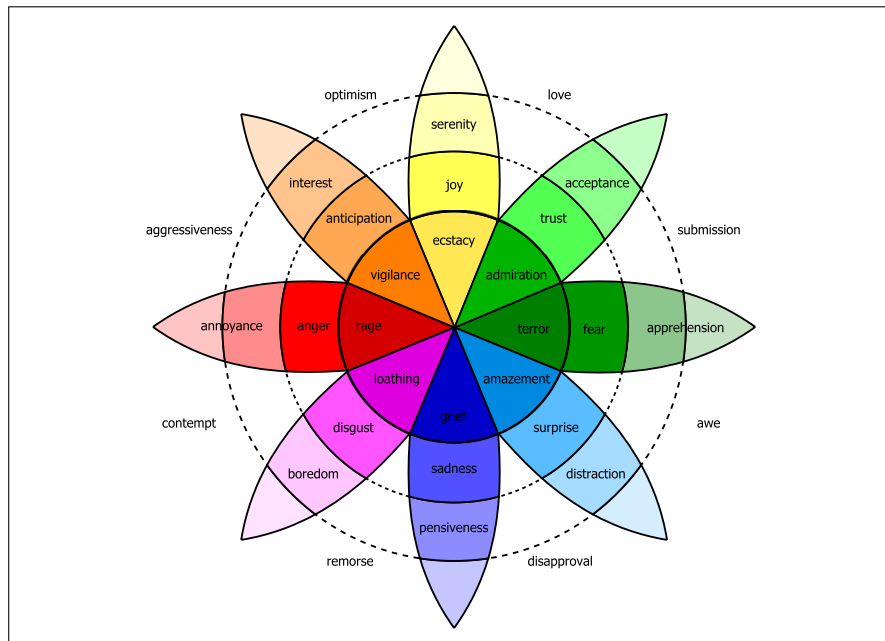 optimism
love
serenity
interest
acceptance
joy
anticipation
trust
aggressiveness
submission
ecstacy
vigilance
admiration
annoyance
anger
rage
terror
fear
apprehension
loathing
amazement
contempt
disgust
grief
surprise
awe
boredom
sadness
distraction
pensiveness
remorse
disapproval